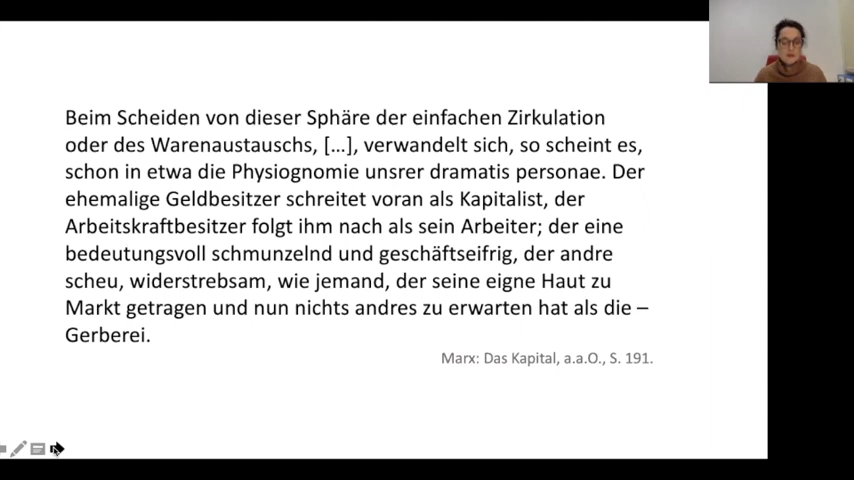 Beim Scheiden von dieser Sphäre der einfachen Zirkulation
oder des Warenaustauschs, […], verwandelt sich, so scheint es,
schon in etwa die Physiognomie unsrer dramatis personae. Der
ehemalige Geldbesitzer schreitet voran als Kapitalist, der
Arbeitskraftbesitzer folgt ihm nach als sein Arbeiter; der eine
bedeutungsvoll schmunzelnd und geschäftseifrig, der andre
scheu, widerstrebsam, wie jemand, der seine eigne Haut zu
Markt getragen und nun nichts andres zu erwarten hat als die –
Gerberei.
Marx: Das Kapital, a.a.O., S. 191.